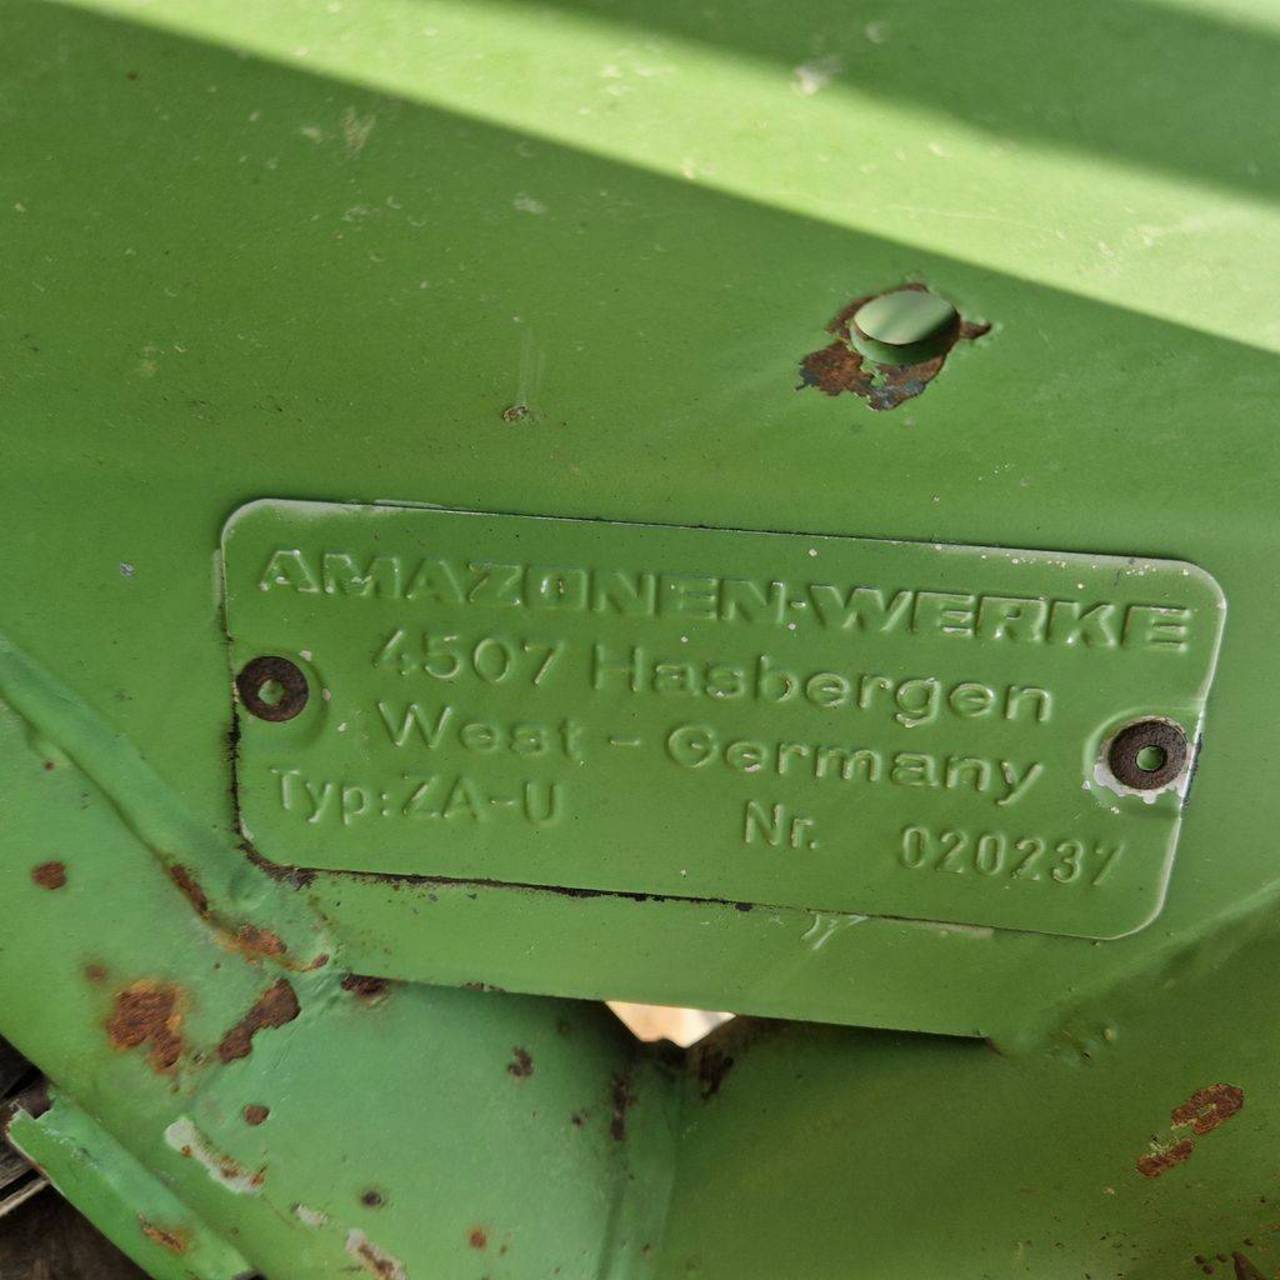 AMAZONEN-WERKE
4507 Hasbergen
West - Germany
Typ: ZA-U Nr. 020237